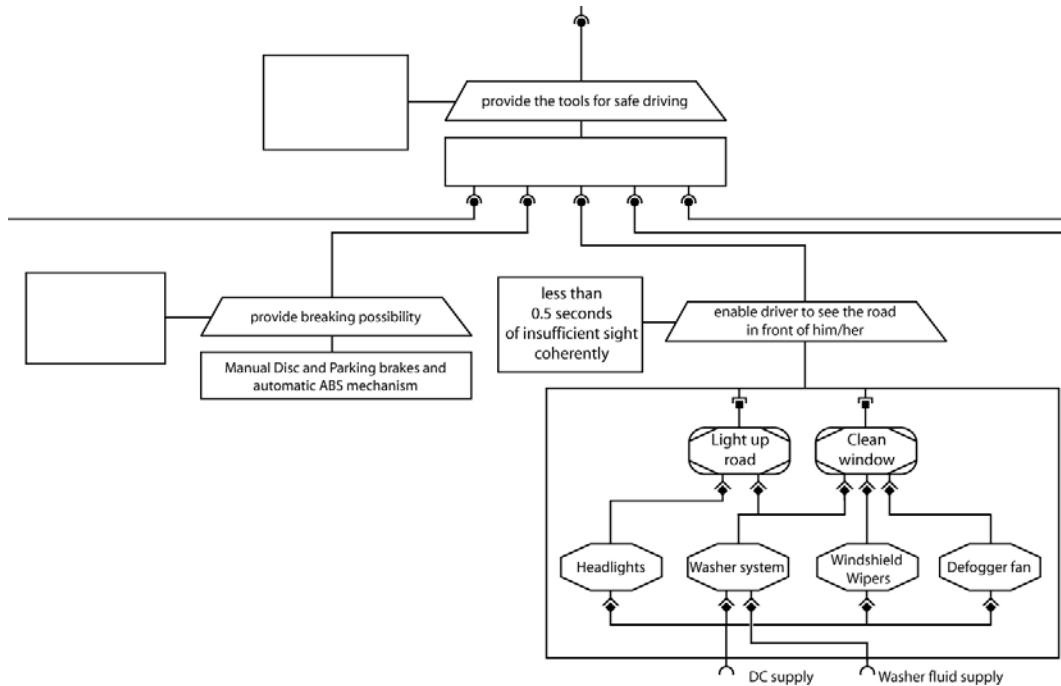 provide the tools for safe driving
less than
0.5 seconds
of insufficient sight
coherently
enable driver to see the road
in front of him/her
provide breaking possibility
Manual Disc and Parking brakes and
automatic ABS mechanism
Light up
road
Clean
window
Headlights
Washer system
Windshield
Wipers
Defogger fan
DC supply
Washer fluid supply